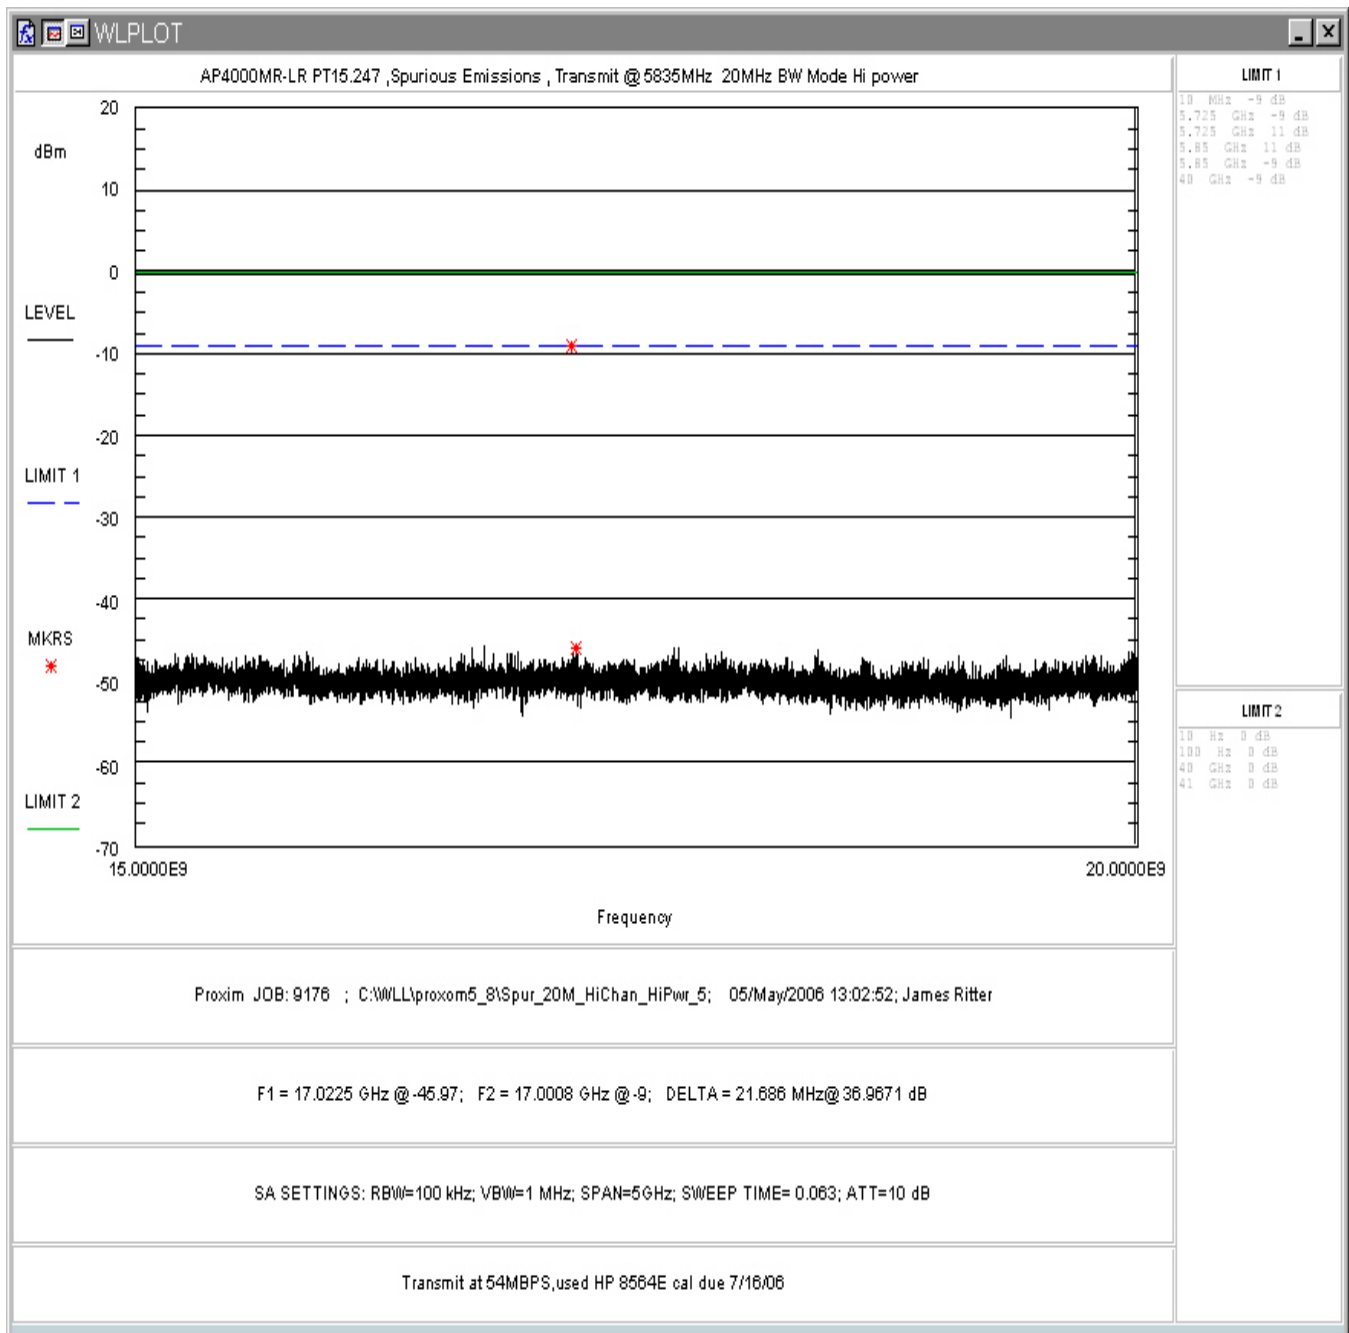 WLPLOT
AP4000MR-LR PT15.247 ,Spurious Emissions , Transmit @ 5835MHz 20MHz BW Mode Hi power
20
dBm
10
0
LEVEL
-10
-20
LIMIT 1
-30
-40
MKRS
-50
-60
LIMIT 2
-70
15.0000E9
20.0000E9
Frequency
LIMIT 1
10 MHz -9 dB
5.725 GHz -9 dB
5.725 GHz 11 dB
5.85 GHz 11 dB
5.85 GHz -9 dB
40 GHz -9 dB
LIMIT 2
10 Hz 0 dB
100 Hz 0 dB
40 GHz 0 dB
41 GHz 0 dB
Proxim JOB: 9176 ; C:\WLL\proxom5_8\Spur_20M_HiChan_HiPwr_5; 05/May/2006 13:02:52; James Ritter
F1 = 17.0225 GHz @ -45.97; F2 = 17.0008 GHz @ -9; DELTA = 21.686 MHz@ 36.9671 dB
SA SETTINGS: RBW=100 kHz; VBW=1 MHz; SPAN=5GHz; SWEEP TIME= 0.063; ATT=10 dB
Transmit at 54MBPS,used HP 8564E cal due 7/16/06